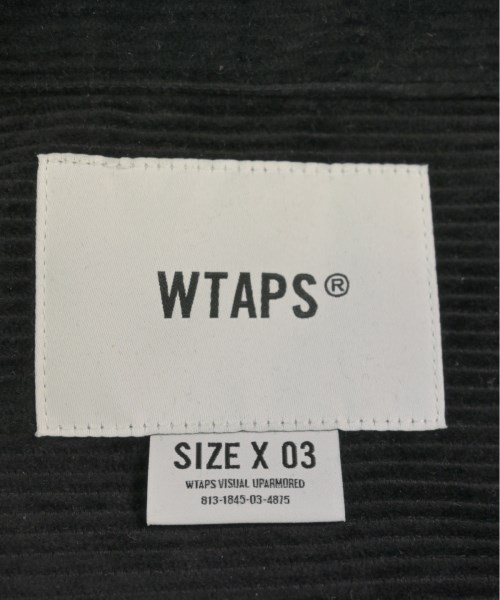 WTAPS®
SIZE X 03
WTAPS VISUAL UPARMORED
813-1845-03-4875